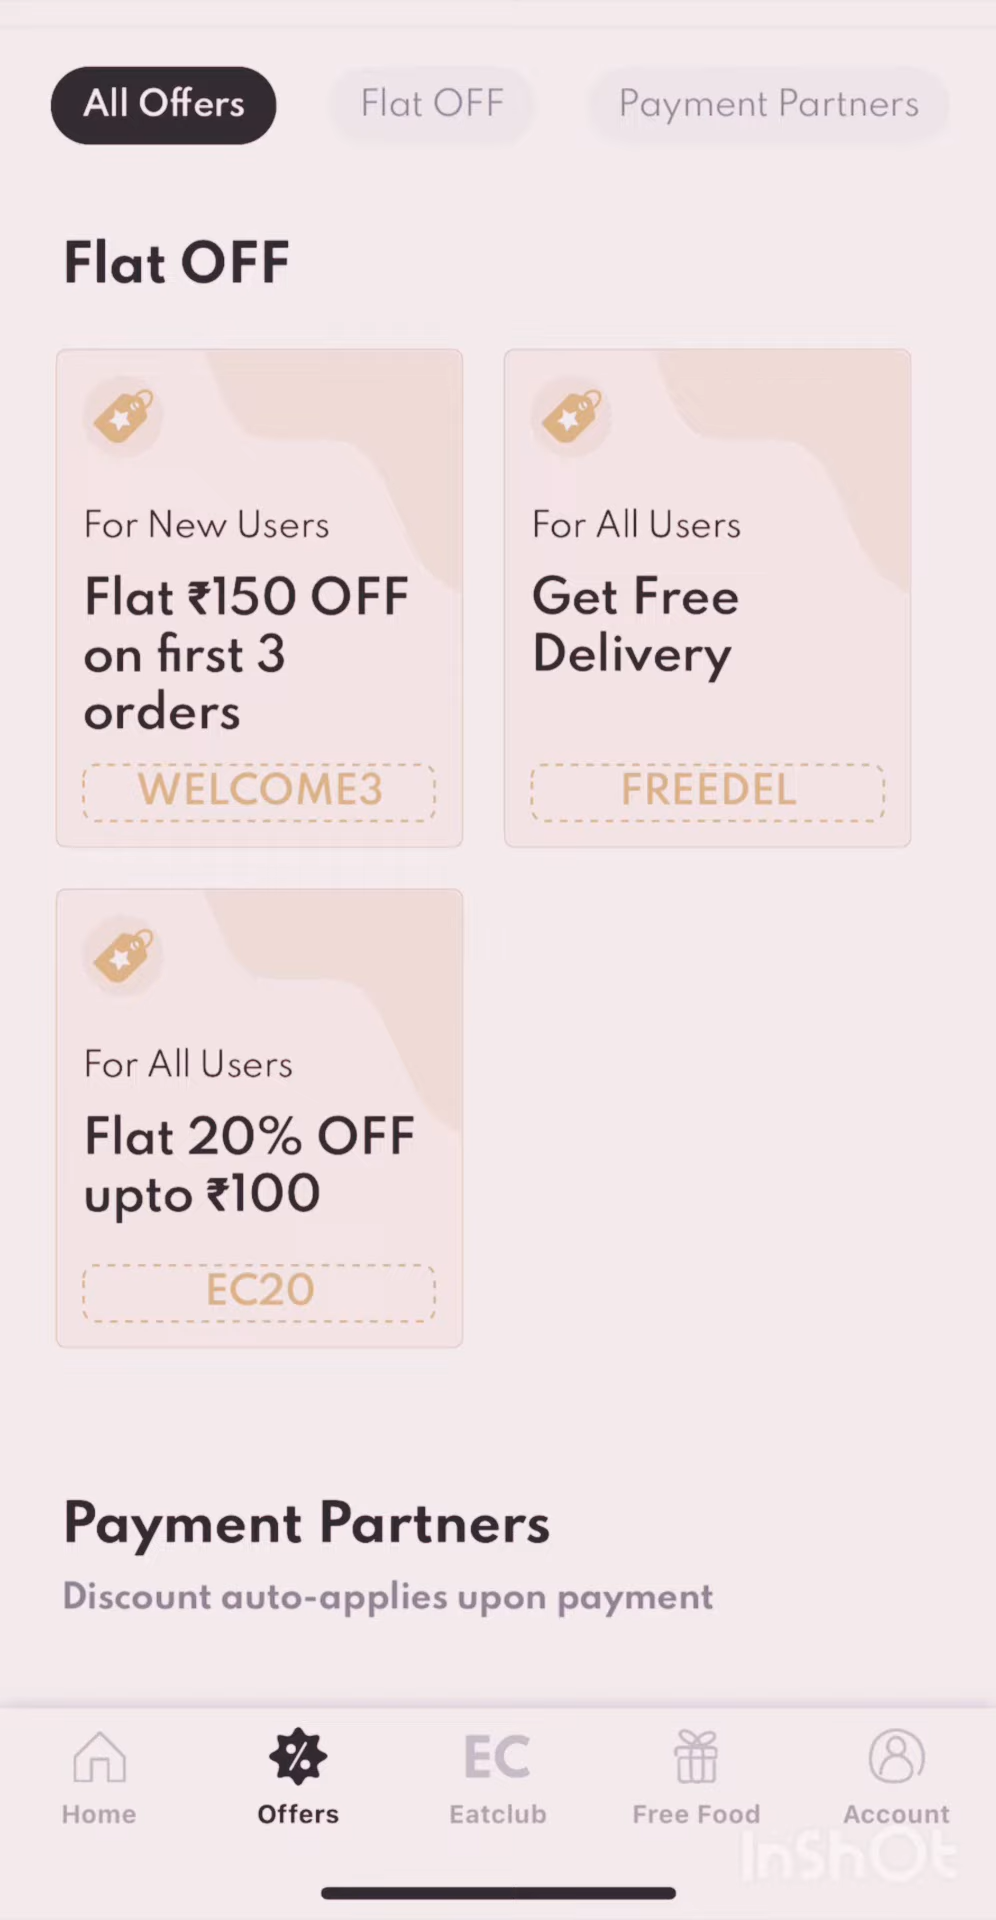 All Offers
Flat OFF
Payment Partners
Flat OFF
For New Users
Flat ₹150 OFF
on first 3
orders
WELCOME3
For All Users
Get Free
Delivery
FREEDEL
For All Users
Flat 20% OFF
upto ₹100
EC20
Payment Partners
Discount auto-applies upon payment
EC
Home
Offers
Eatclub
Free Food
Account
InShOt